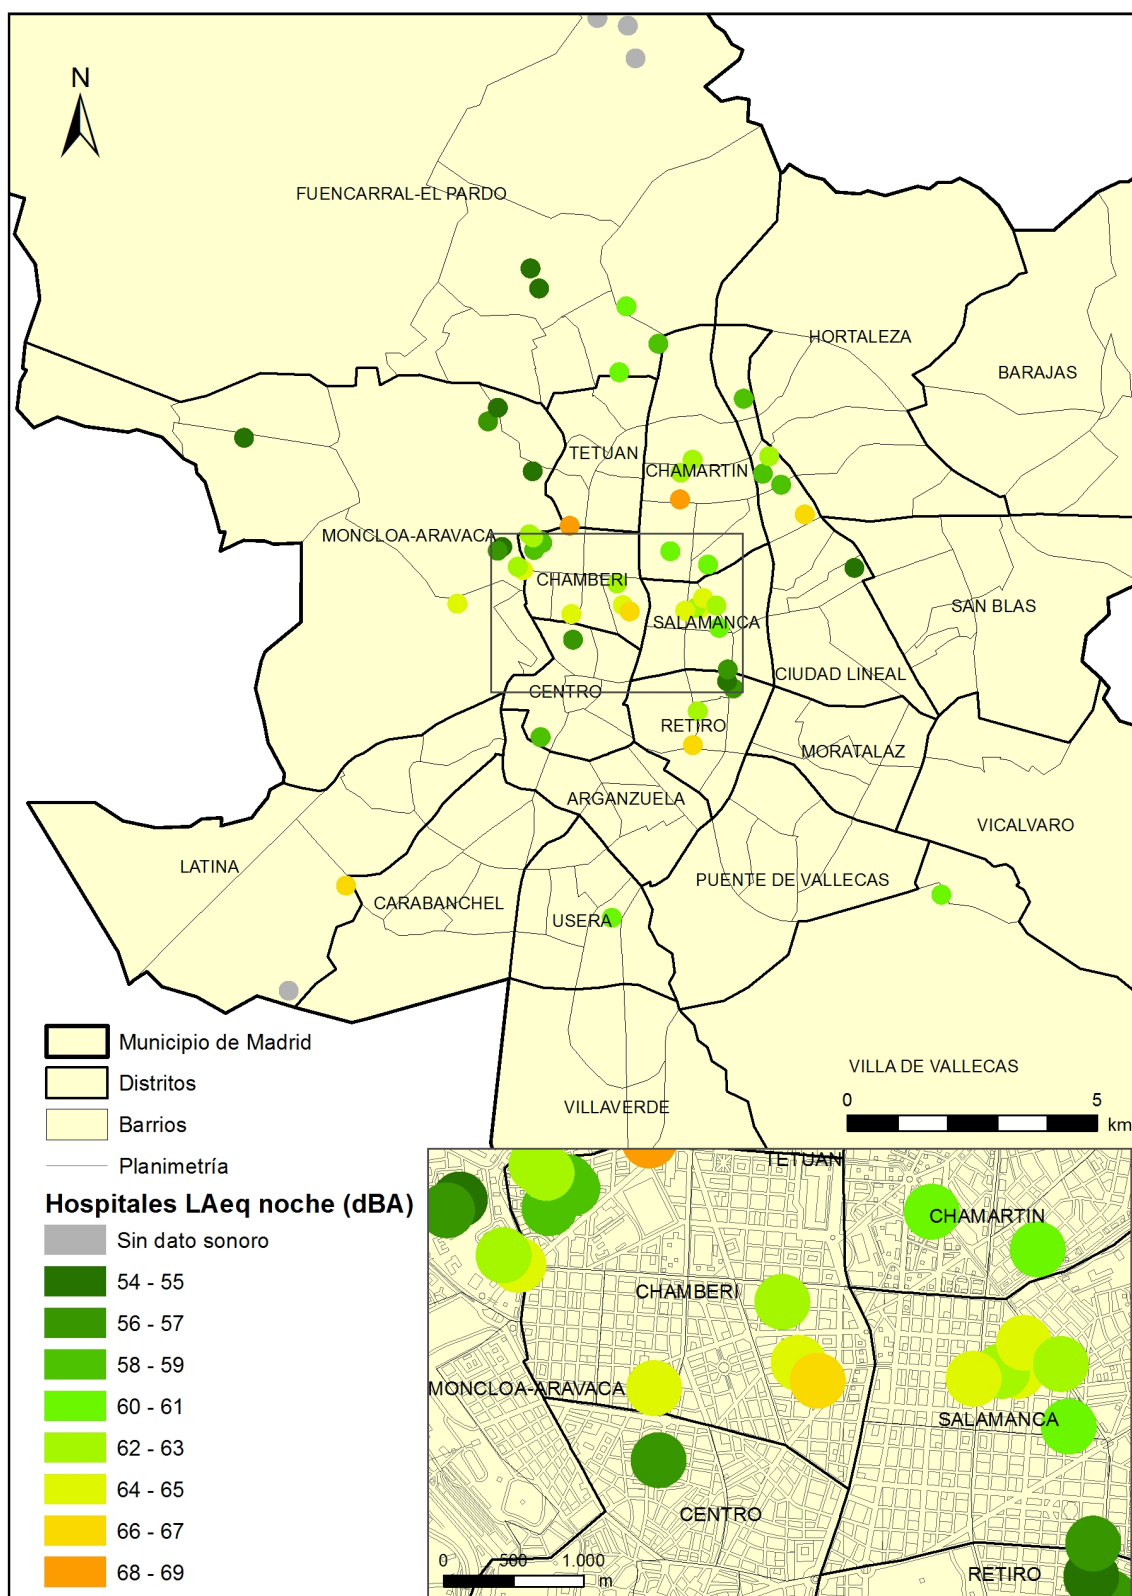 N
FUENCARRAL-EL PARDO
HORTALEZA
BARAJAS
TETUAN
CHAMARTIN
MONCLOA-ARAVACA
CHAMBERI
SAN BLAS
SALAMANCA
CIUDAD LINEAL
CENTRO
RETIRO
MORATALAZ
ARGANZUELA
VICALVARO
LATINA
PUENTE DE VALLECAS
CARABANCHEL
USERA
VILLA DE VALLECAS
VILLAVERDE
0 5
km
Municipio de Madrid
Distritos
Barrios
Planimetría
Hospitales LAeq noche (dBA)
Sin dato sonoro
54 - 55
56 - 57
58 - 59
60 - 61
62 - 63
64 - 65
66 - 67
68 - 69
TETUAN
CHAMARTIN
CHAMBERI
MONCLOA-ARAVACA
SALAMANCA
CENTRO
RETIRO
0 500 1.000
m